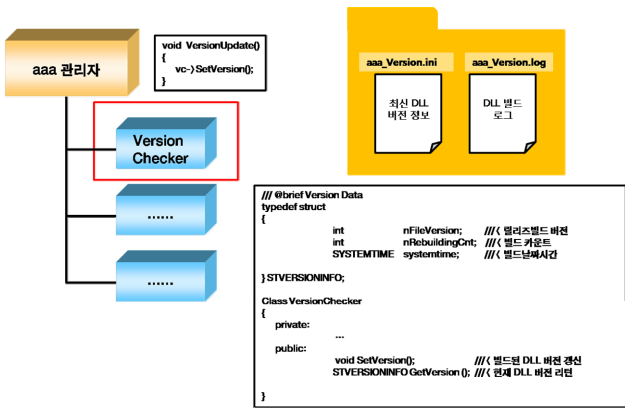 aaa 관리자
void VersionUpdate()
{
vc->SetVersion();
}
Version
Checker
......
......
aaa_Version.ini
aaa_Version.log
최신 DLL
버전 정보
DLL 빌드
로그
/// @brief Version Data
typedef struct
{
int nFileVersion; ///< 릴리즈빌드 버전
int nRebuildingCnt; ///< 빌드 카운트
SYSTEMTIME systemtime; ///< 빌드날짜시간
} STVERSIONINFO;
Class VersionChecker
{
private:
...
public:
void SetVersion(); ///< 빌드된 DLL 버전 갱신
STVERSIONINFO GetVersion (); ///< 현재 DLL 버전 리턴
}